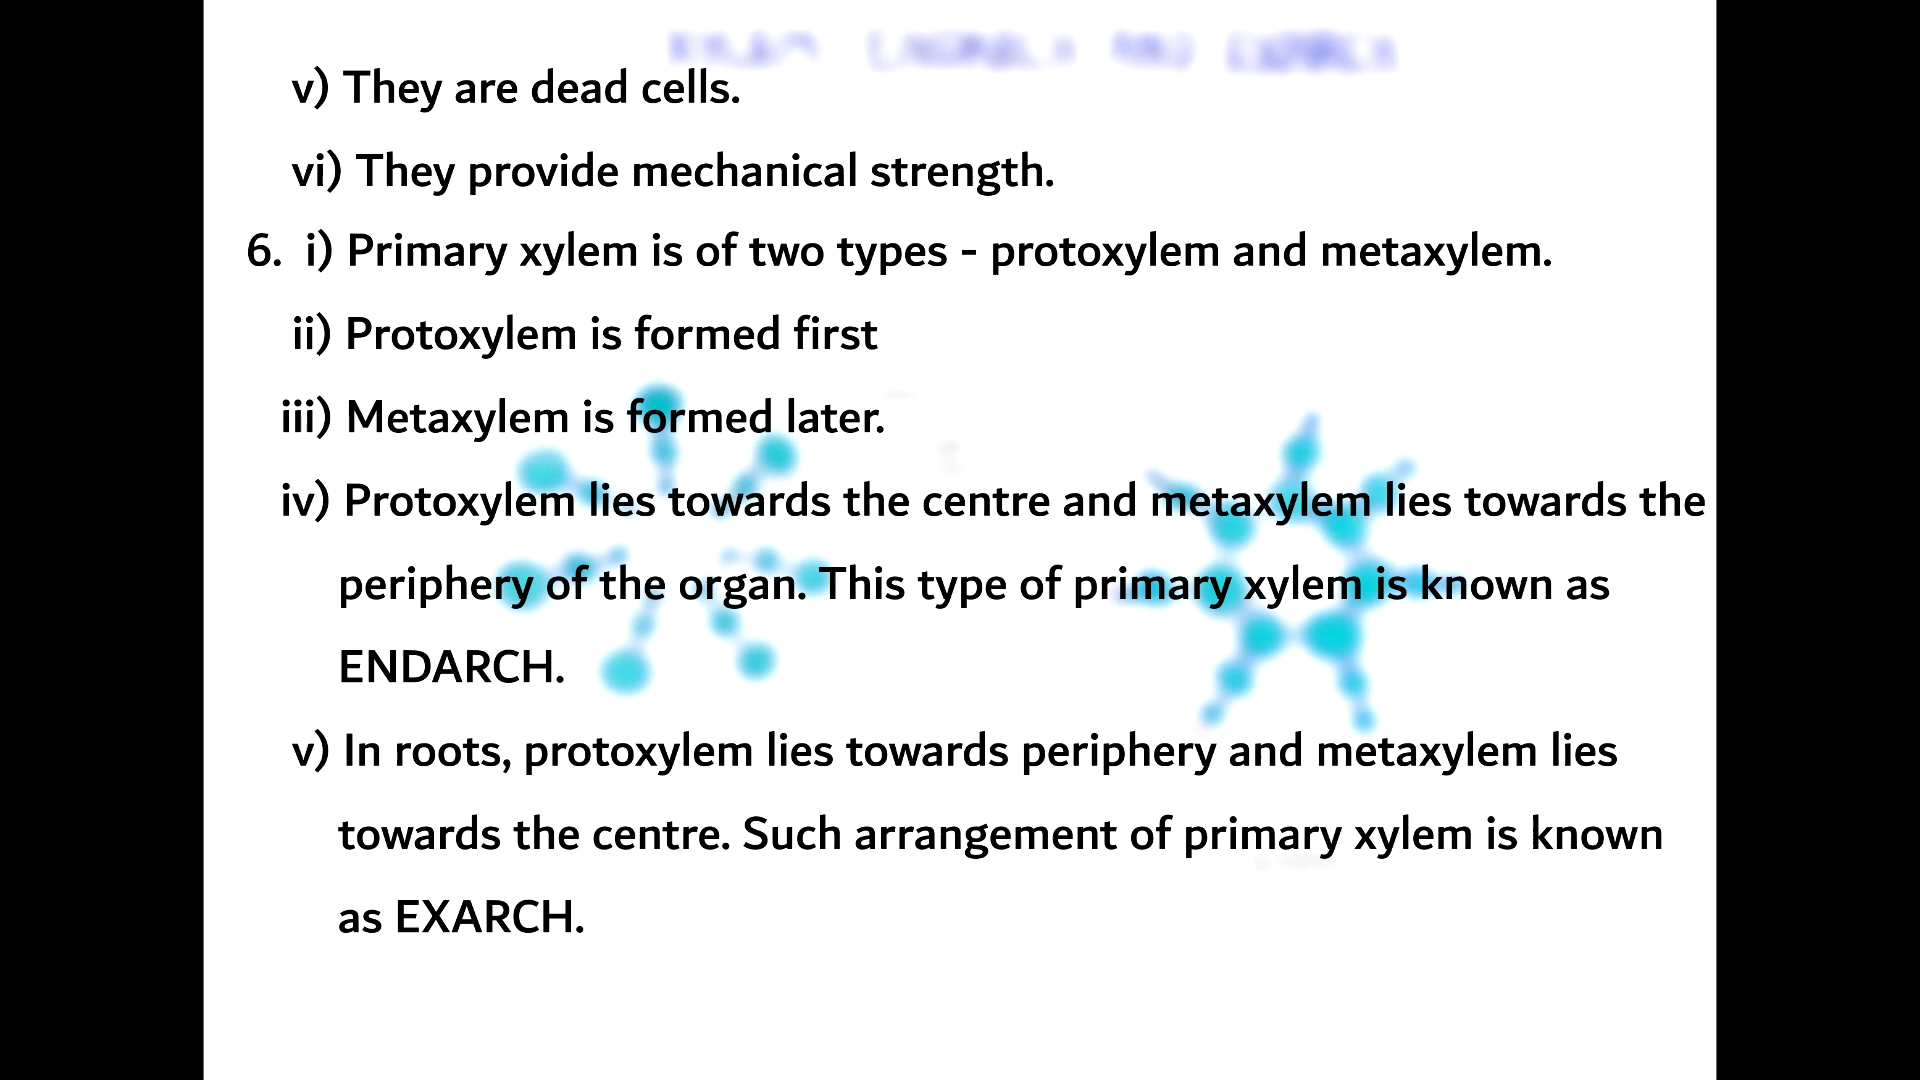 v) They are dead cells.
vi) They provide mechanical strength.
6. i) Primary xylem is of two types - protoxylem and metaxylem.
ii) Protoxylem is formed first
iii) Metaxylem is formed later.
iv) Protoxylem lies towards the centre and metaxylem lies towards the
periphery of the organ. This type of primary xylem is known as
ENDARCH.
v) In roots, protoxylem lies towards periphery and metaxylem lies
towards the centre. Such arrangement of primary xylem is known
as EXARCH.